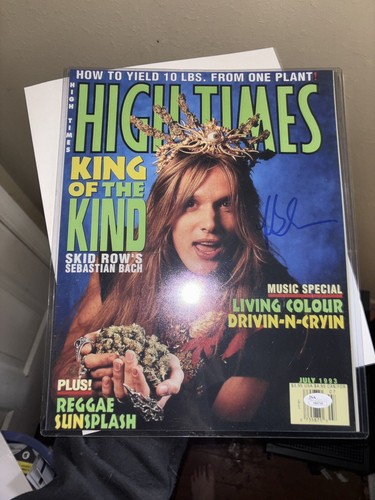 HOW TO YIELD 10 LBS. FROM ONE PLANT!
HIGH TIMES
HIGH TIMES
KING
OF THE
KIND
SKID ROW'S
SEBASTIAN BACH
MUSIC SPECIAL
LIVING COLOUR
DRIVIN-N-CRYIN
PLUS!
REGGAE
SUNSPLASH
JULY 1993